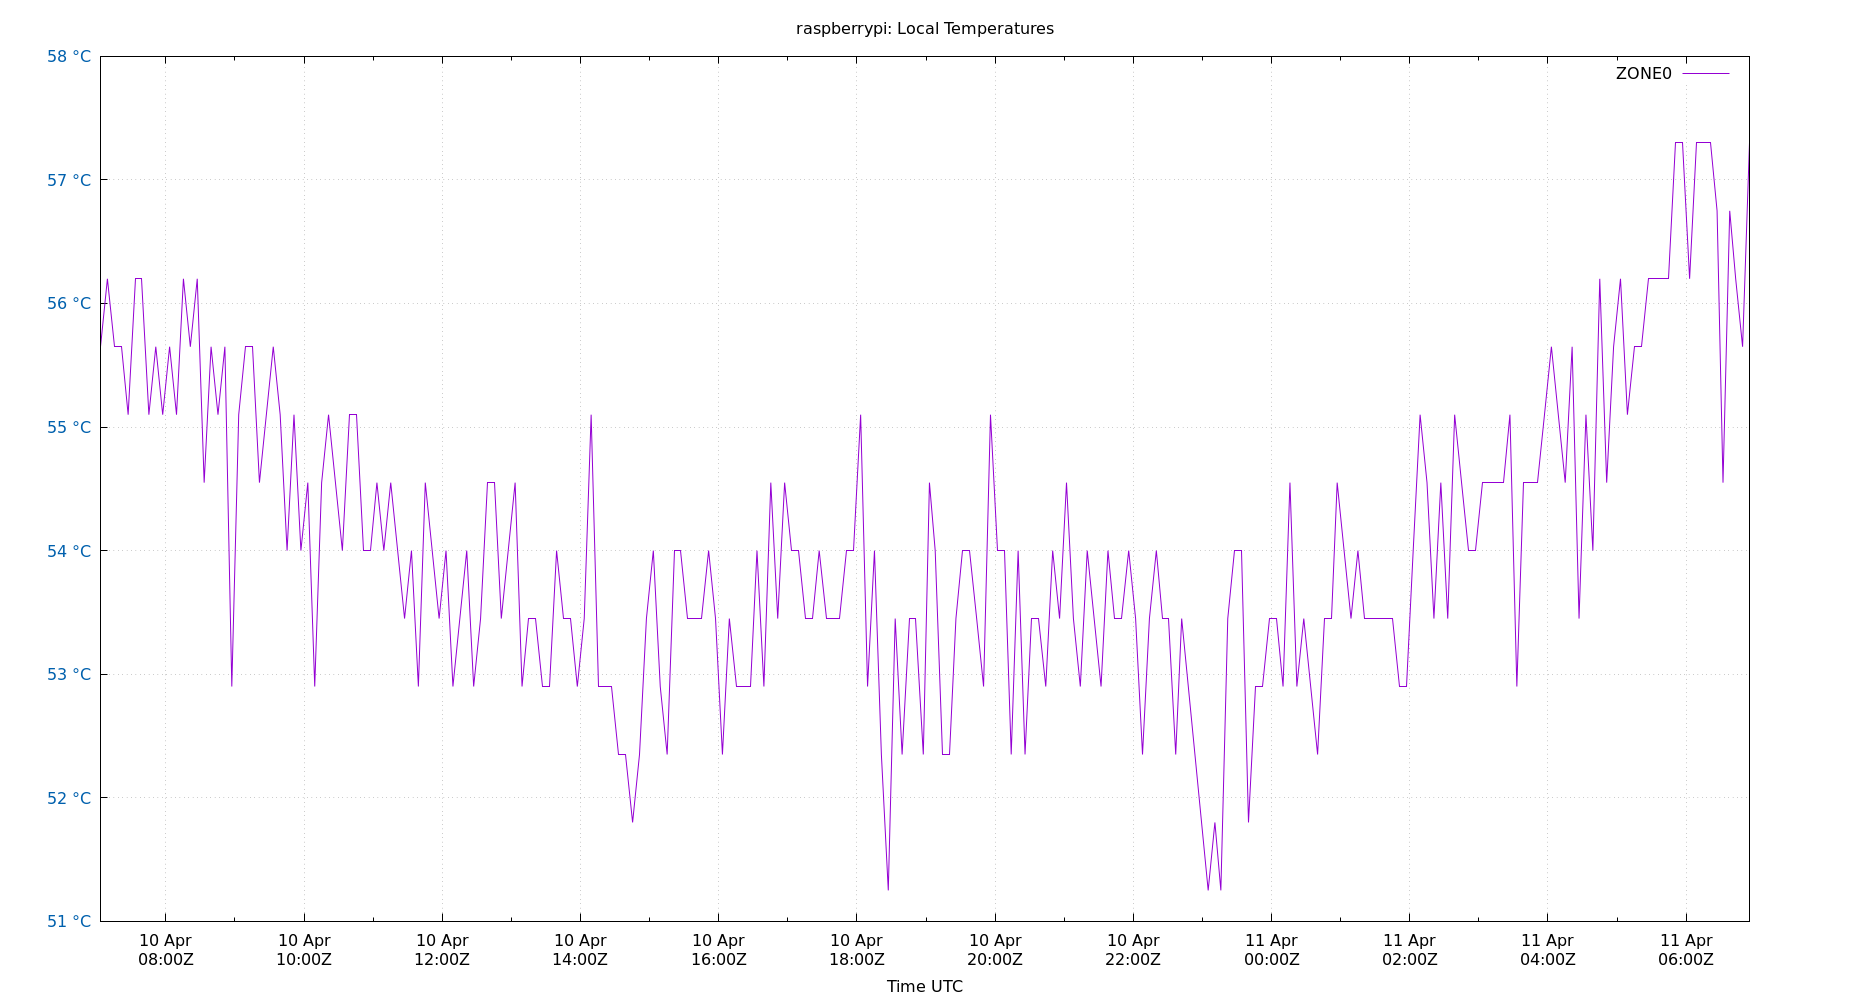 raspberrypi: Local Temperatures
58 °C
ZONE0
57 °C
56 °C
55 °C
54 °C
53 °C
52 °C
51 °C
10 Apr 10 Apr 10 Apr 10 Apr 10 Apr 10 Apr 10 Apr 10 Apr 11 Apr 11 Apr 11 Apr 11 Apr
08:00Z 10:00Z 12:00Z 14:00Z 16:00Z 18:00Z 20:00Z 22:00Z 00:00Z 02:00Z 04:00Z 06:00Z
Time UTC